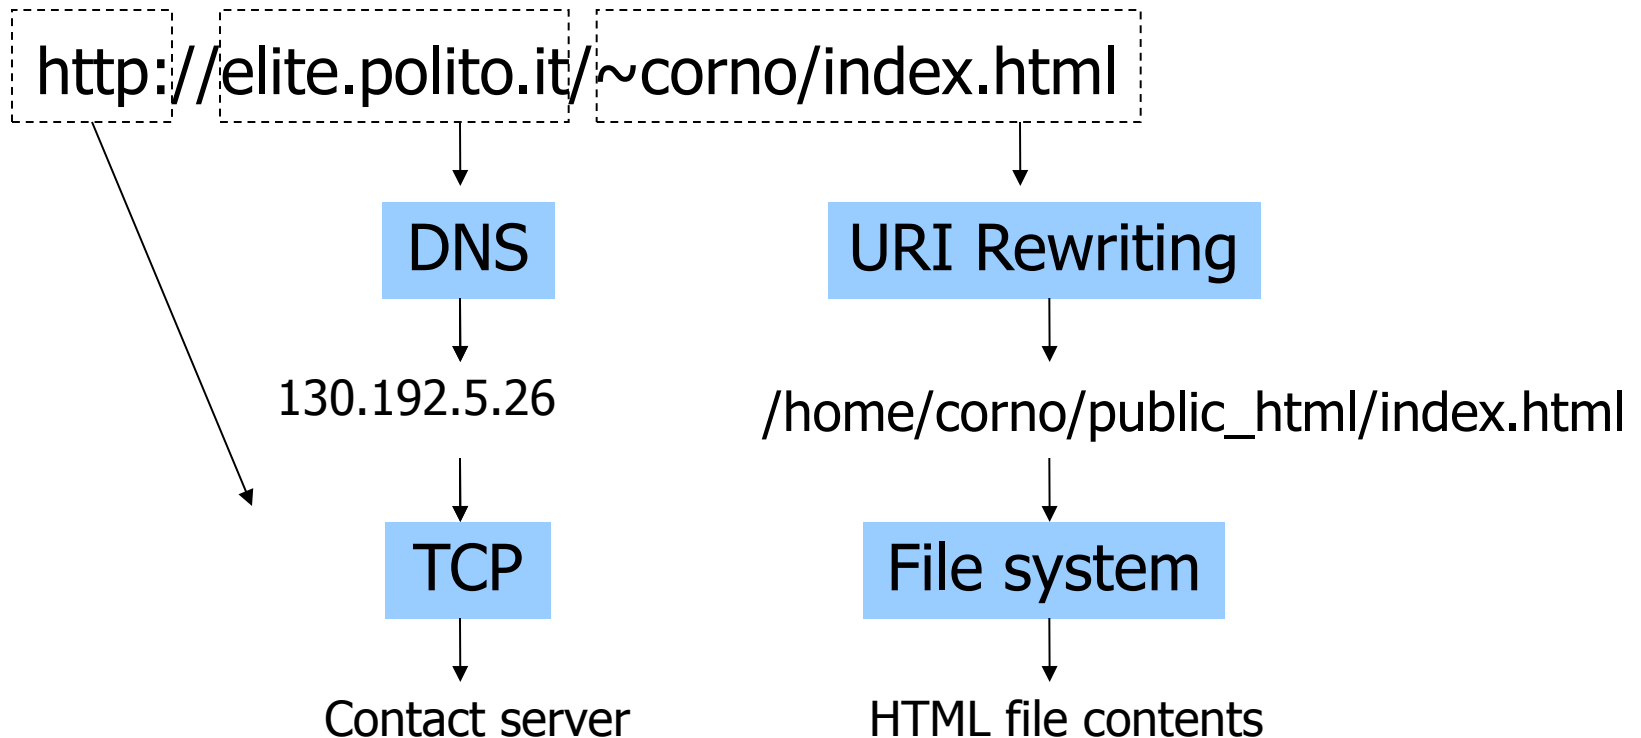 http://elite.polito.it/~corno/index.html
DNS
URI Rewriting
130.192.5.26
/home/corno/public_html/index.html
TCP
File system
Contact server
HTML file contents